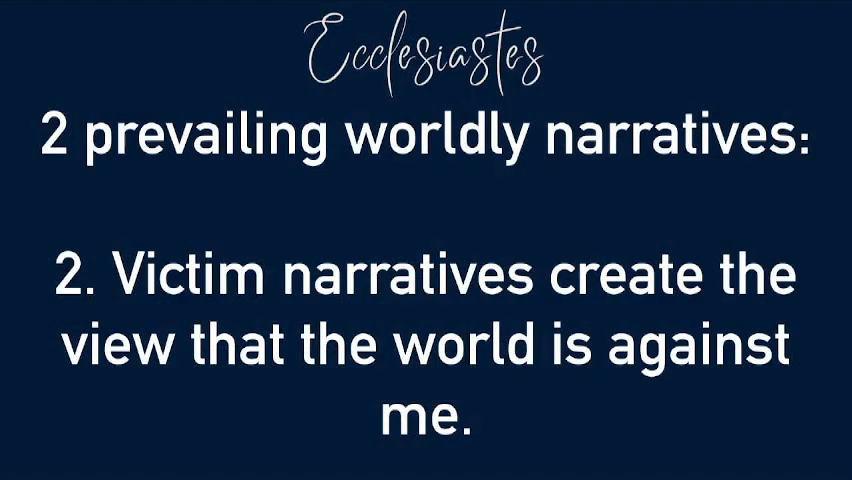 Ecclesiastes
2 prevailing worldly narratives:
2. Victim narratives create the
view that the world is against
me.